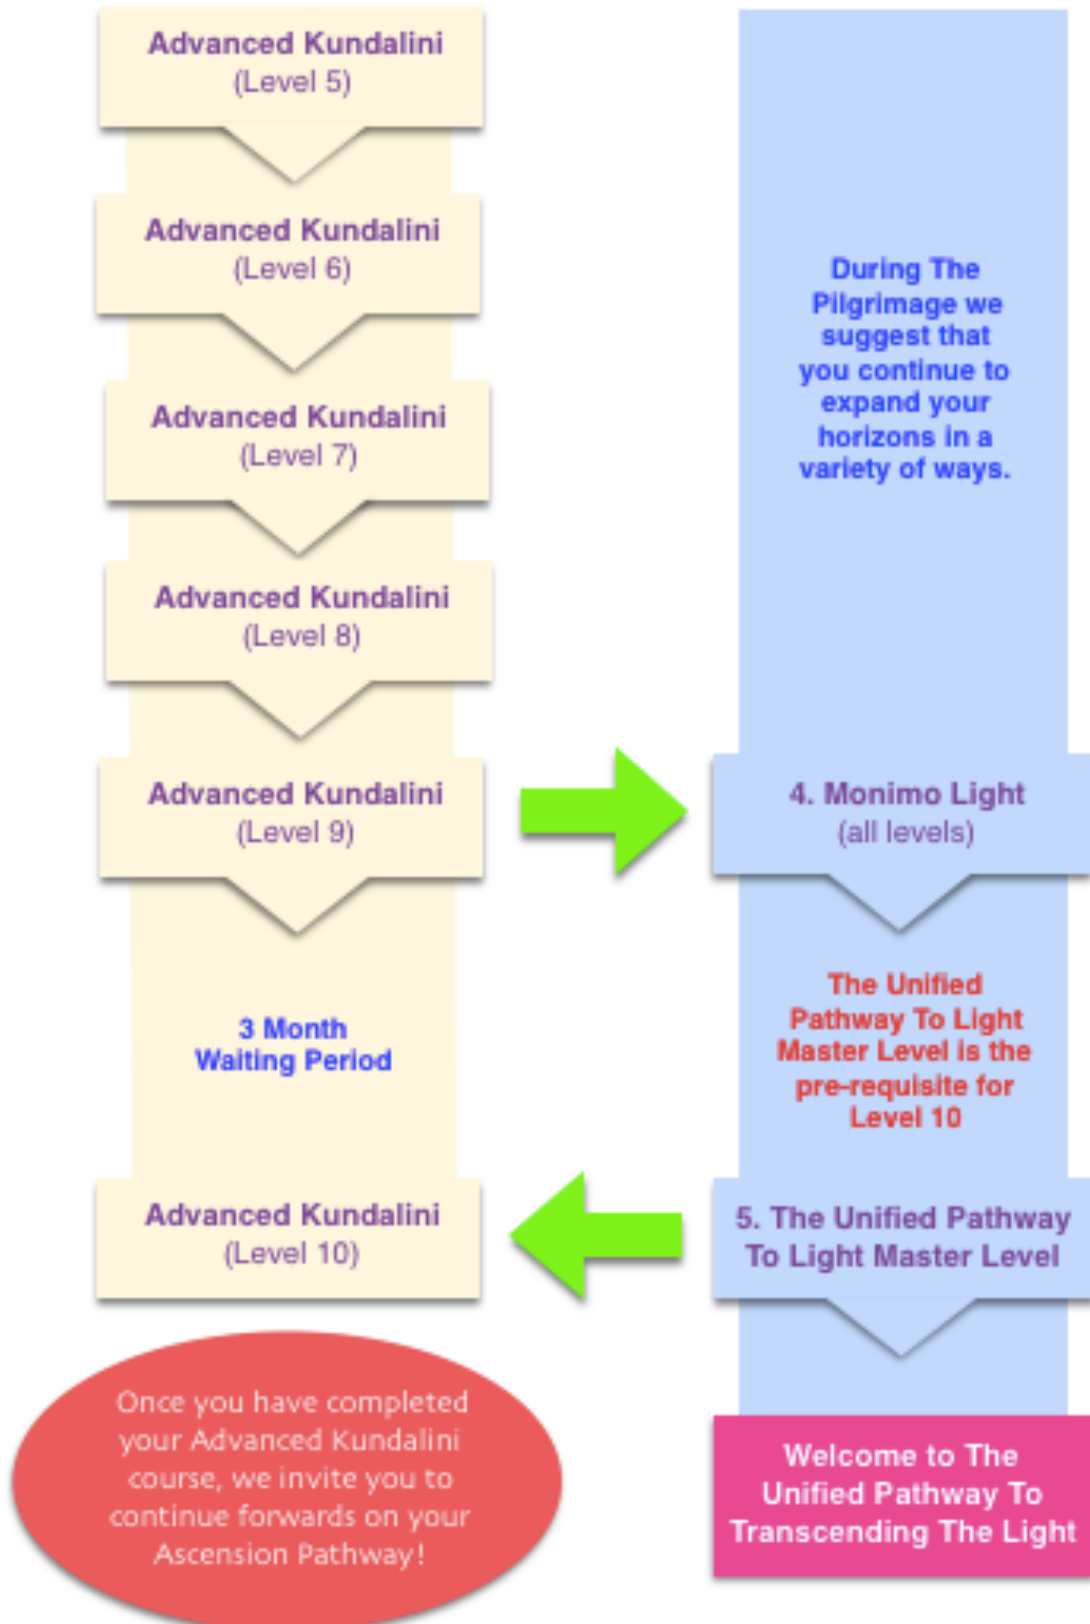 Advanced Kundalini
(Level 5)
Advanced Kundalini
(Level 6)
Advanced Kundalini
(Level 7)
Advanced Kundalini
(Level 8)
Advanced Kundalini
(Level 9)
3 Month
Waiting Period
Advanced Kundalini
(Level 10)
Once you have completed
your Advanced Kundalini
course, we invite you to
continue forwards on your
Ascension Pathway!
During The
Pilgrimage we
suggest that
you continue to
expand your
horizons in a
variety of ways.
4. Monimo Light
(all levels)
The Unified
Pathway To Light
Master Level is the
pre-requisite for
Level 10
5. The Unified Pathway
To Light Master Level
Welcome to The
Unified Pathway To
Transcending The Light